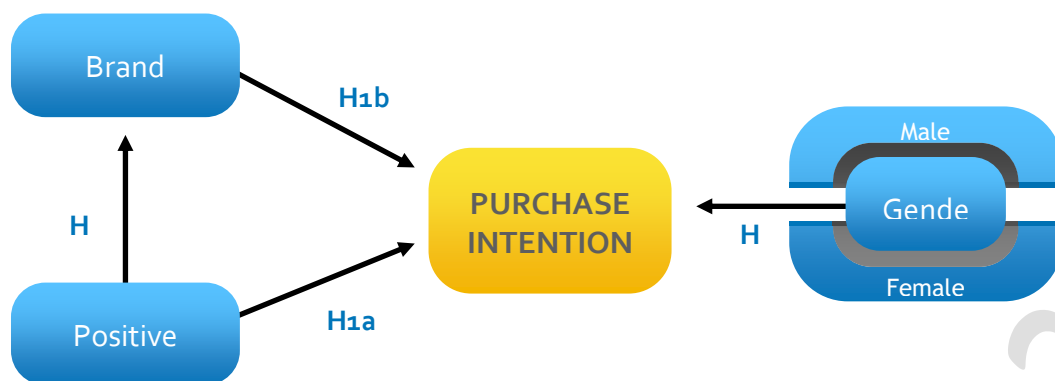 Brand
H1b
Male
PURCHASE
INTENTION
Gende
H
H
Female
H1a
Positive